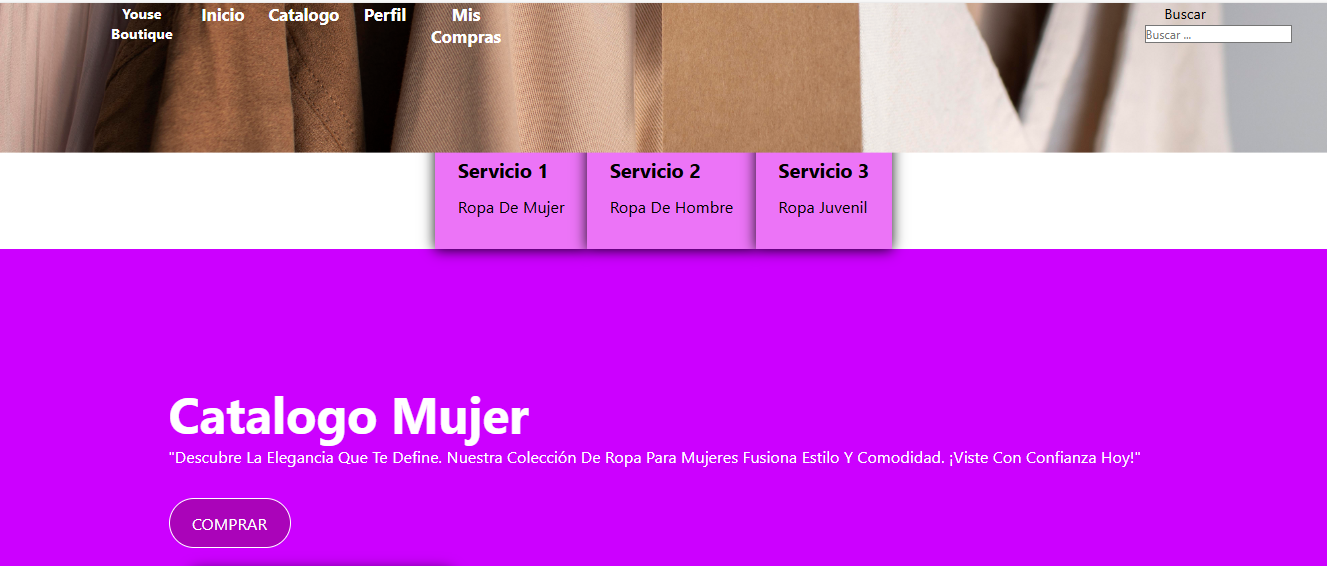 Youse
Boutique
Inicio
Catalogo
Perfil
Mis
Compras
Buscar
Buscar ...
Servicio 1
Ropa De Mujer
Servicio 2
Ropa De Hombre
Servicio 3
Ropa Juvenil
Catalogo Mujer
"Descubre La Elegancia Que Te Define. Nuestra Colección De Ropa Para Mujeres Fusiona Estilo Y Comodidad. ¡Viste Con Confianza Hoy!"
COMPRAR